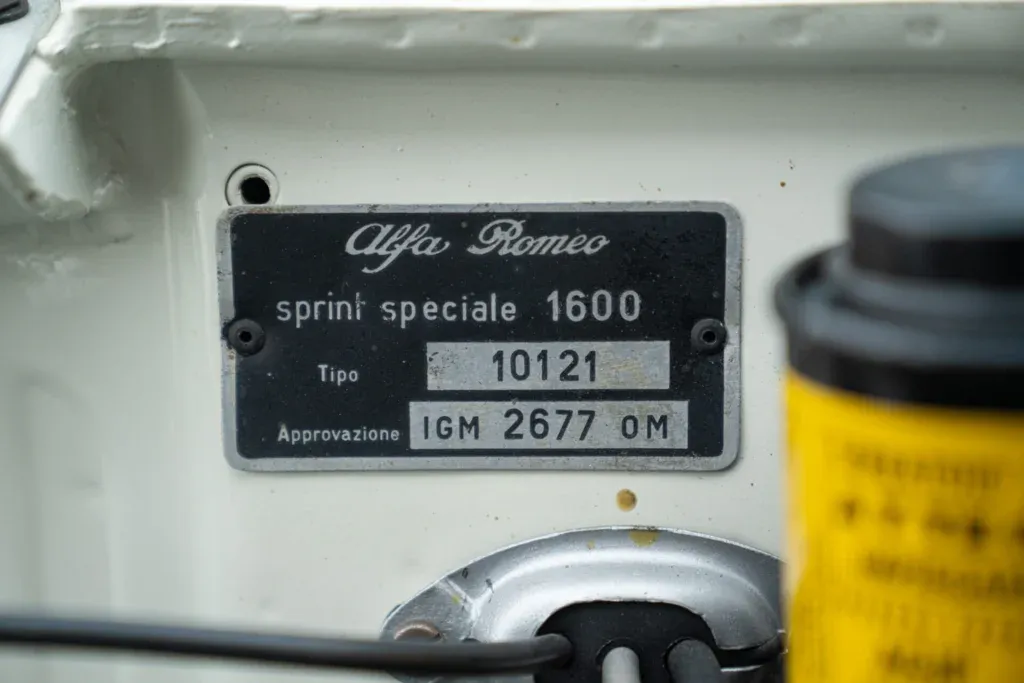 Alfa Romeo
sprint speciale 1600
Tipo 10121
Approvazione IGM 2677 OM